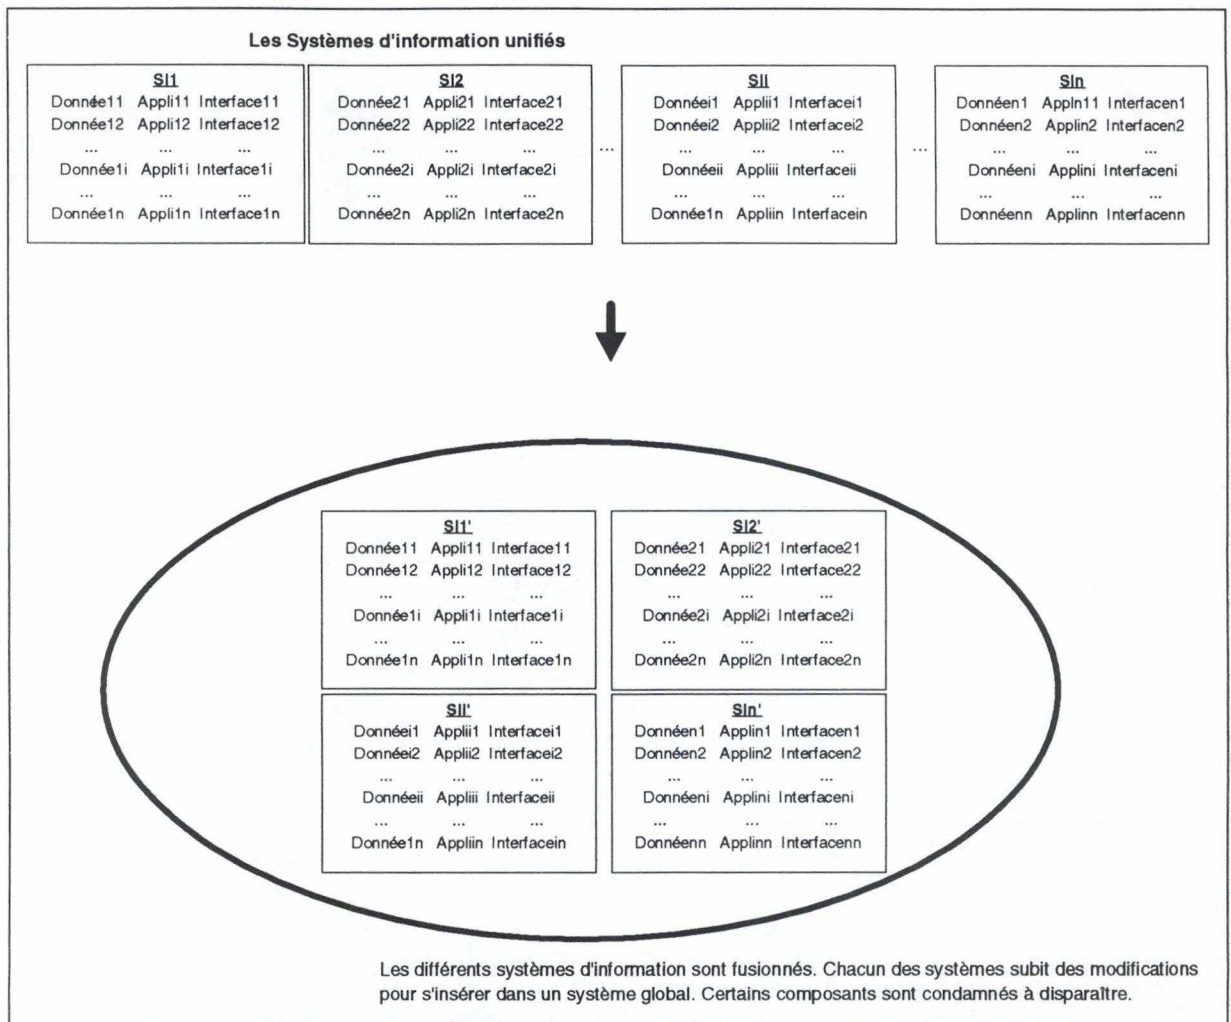 Les Systèmes d'information unifiés
SI1
Donnée11 Appli11 Interface11
Donnée12 Appli12 Interface12
... ... ...
Donnée1i Appli1i Interface1i
... ... ...
Donnée1n Appli1n Interface1n
SI2
Donnée21 Appli21 Interface21
Donnée22 Appli22 Interface22
... ... ...
Donnée2i Appli2i Interface2i
... ... ...
Donnée2n Appli2n Interface2n
...
SIi
Donnéei1 Applii1 Interfacei1
Donnéei2 Applii2 Interfacei2
... ... ...
Donnéeii Appliii Interfaceii
... ... ...
Donnée1n Appliin Interfacein
...
SIn
Donnéen1 Appln11 Interfacen1
Donnéen2 Applin2 Interfacen2
... ... ...
Donnéeni Applini Interfaceni
... ... ...
Donnéenn Applinn Interfacenn
SI1'
Donnée11 Appli11 Interface11
Donnée12 Appli12 Interface12
... ... ...
Donnée1i Appli1i Interface1i
... ... ...
Donnée1n Appli1n Interface1n
SI2'
Donnée21 Appli21 Interface21
Donnée22 Appli22 Interface22
... ... ...
Donnée2i Appli2i Interface2i
... ... ...
Donnée2n Appli2n Interface2n
SIi'
Donnéei1 Applii1 Interfacei1
Donnéei2 Applii2 Interfacei2
... ... ...
Donnéeii Appliii Interfaceii
... ... ...
Donnée1n Appliin Interfacein
SIn'
Donnéen1 Applin1 Interfacen1
Donnéen2 Applin2 Interfacen2
... ... ...
Donnéeni Applini Interfaceni
... ... ...
Donnéenn Applinn Interfacenn
Les différents systèmes d'information sont fusionnés. Chacun des systèmes subit des modifications
pour s'insérer dans un système global. Certains composants sont condamnés à disparaître.